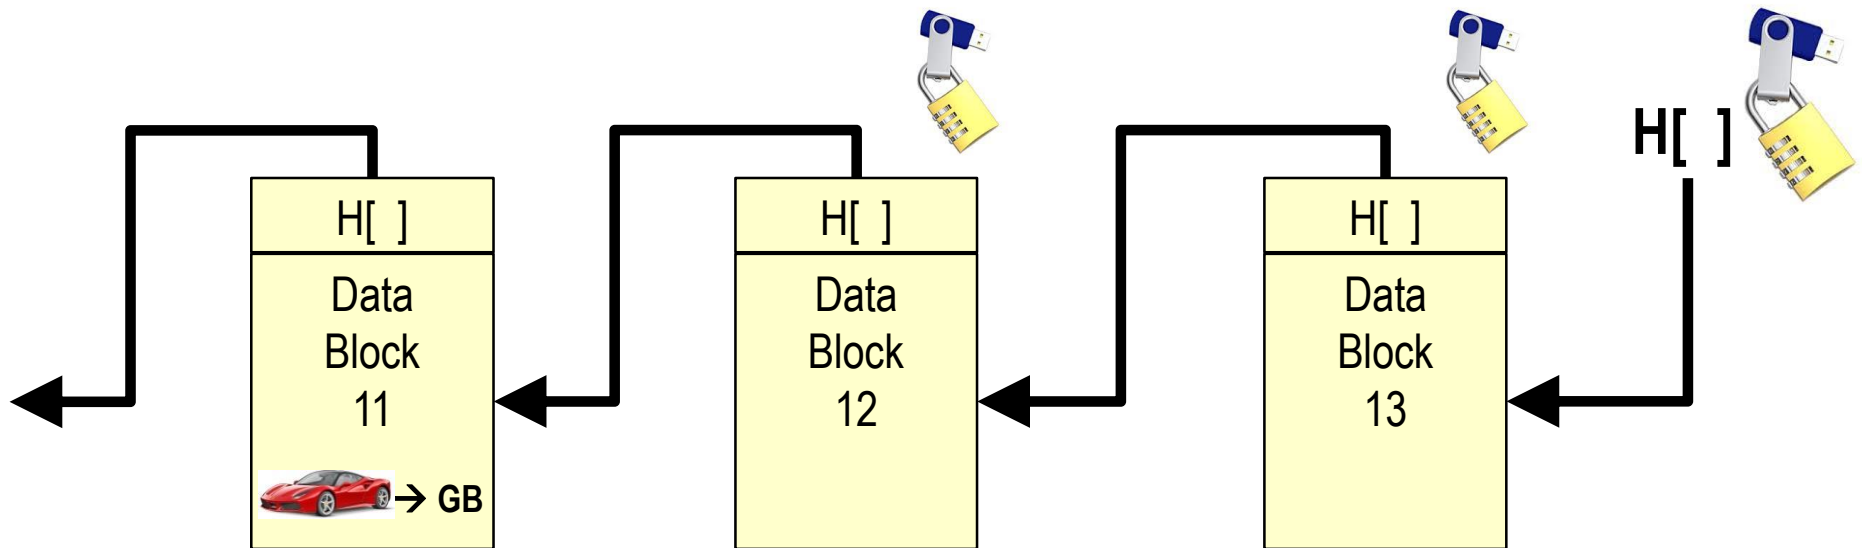 H[ ]
H[ ]
H[ ]
H[ ]
Data
Block
11
→ GB
Data
Block
12
Data
Block
13